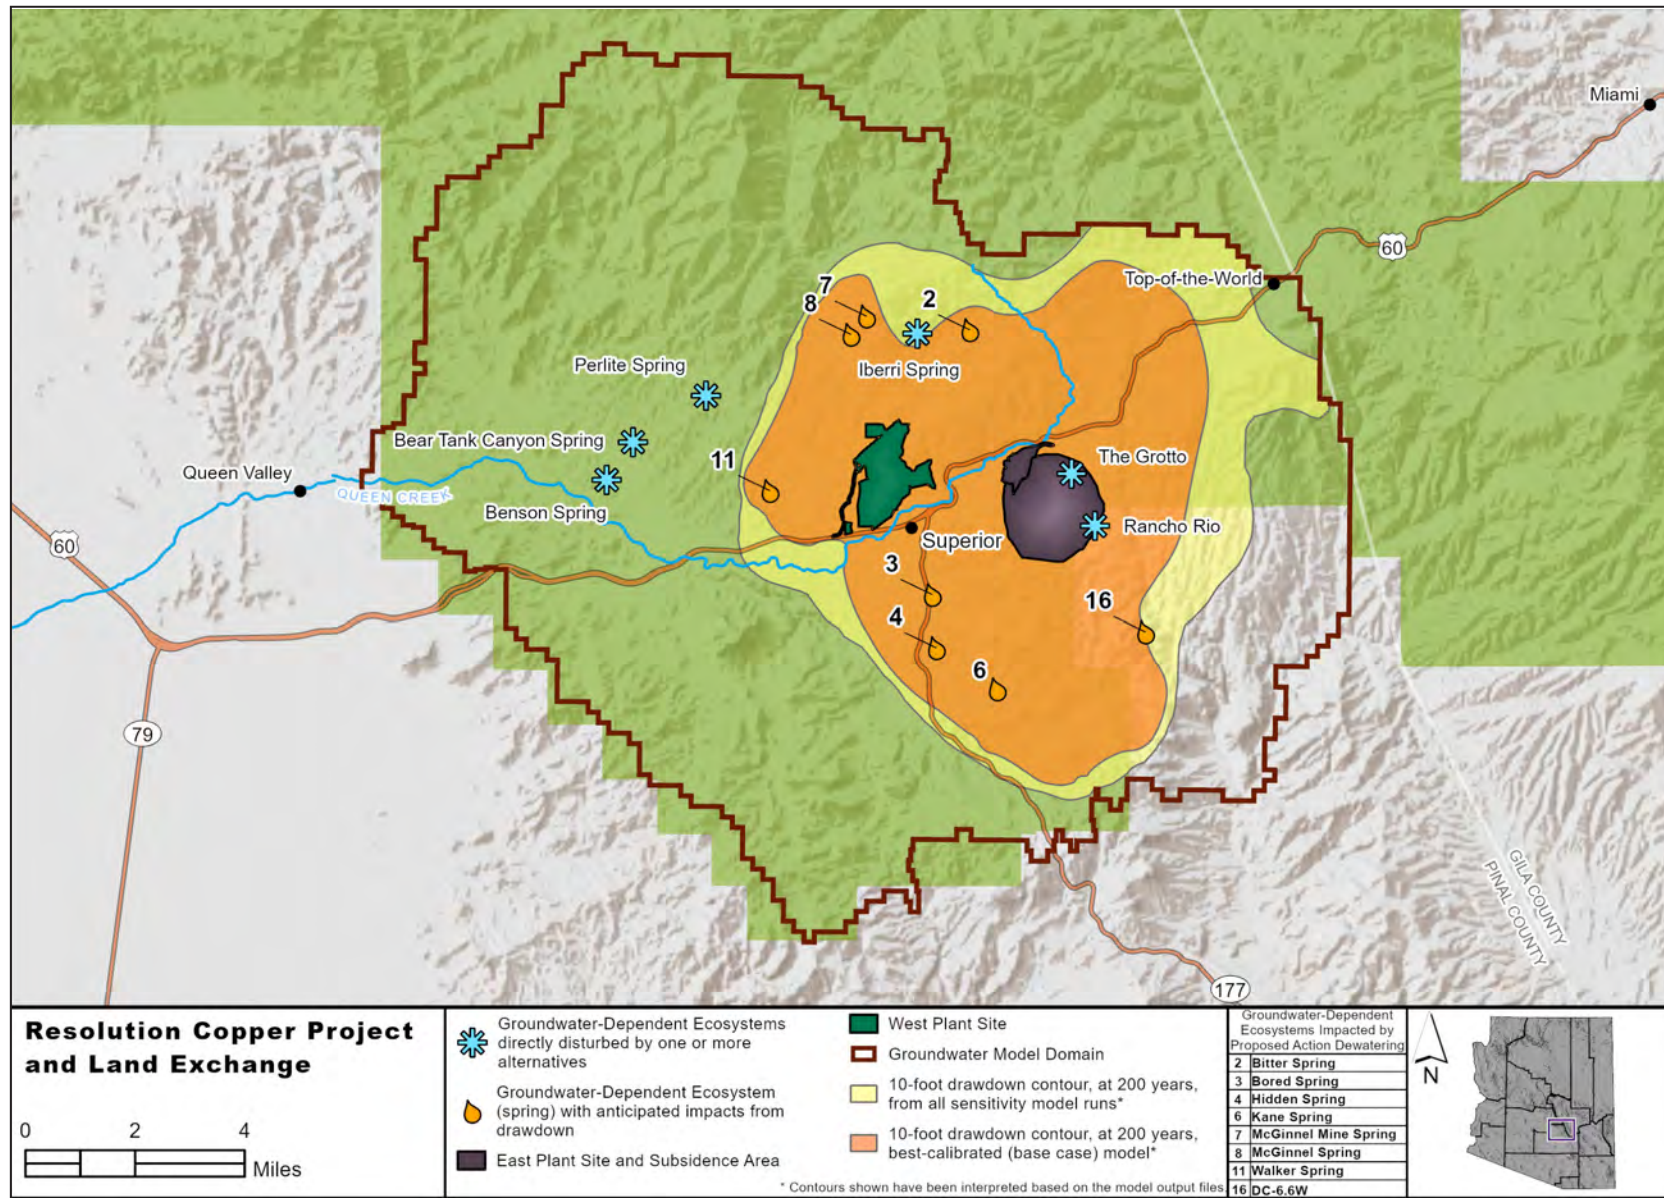 Miami
60
Top-of-the-World
7
8
2
Iberri Spring
Perlite Spring
Bear Tank Canyon Spring
11
The Grotto
Queen Valley
QUEEN CREEK
Benson Spring
Rancho Rio
Superior
60
3
16
4
6
79
GILA COUNTY
PINAL COUNTY
177
Resolution Copper Project
and Land Exchange
0 2 4
Miles
Groundwater-Dependent Ecosystems
directly disturbed by one or more
alternatives
Groundwater-Dependent Ecosystem
(spring) with anticipated impacts from
drawdown
East Plant Site and Subsidence Area
West Plant Site
Groundwater Model Domain
10-foot drawdown contour, at 200 years,
from all sensitivity model runs*
10-foot drawdown contour, at 200 years,
best-calibrated (base case) model*
* Contours shown have been interpreted based on the model output files
Groundwater-Dependent
Ecosystems Impacted by
Proposed Action Dewatering
2 Bitter Spring
3 Bored Spring
4 Hidden Spring
6 Kane Spring
7 McGinnel Mine Spring
8 McGinnel Spring
11 Walker Spring
16 DC-6.6W
N